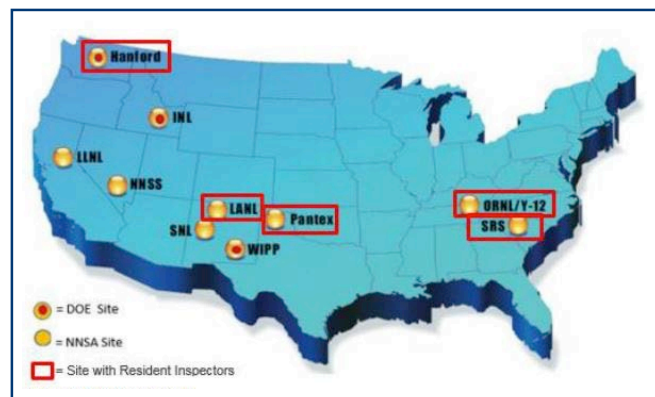 Hanford
INL
LLNL
NNSS
LANL
Pantex
SNL
WIPP
ORNL/Y-12
SRS
= DOE Site
= NNSA Site
= Site with Resident Inspectors